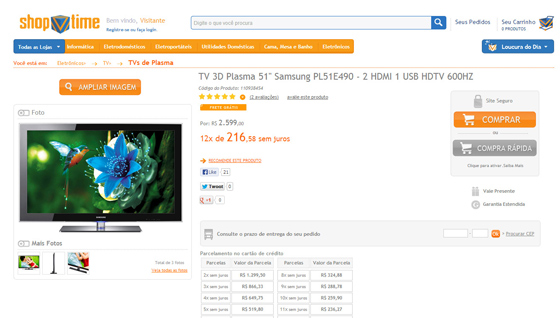 shoptime
Bem vindo, Visitante
Registre-se ou faça login
Digite o que você procura
Seus Pedidos
Seu Carrinho
0 PRODUTOS
Todas as Lojas
Informática
Eletrodomésticos
Eletroportáteis
Utilidades Domésticas
Cama, Mesa e Banho
Eletrônicos
Loucura do Dia
Você está em:
Eletrônicos
TV
TVs de Plasma
AMPLIAR IMAGEM
TV 3D Plasma 51" Samsung PL51E490 - 2 HDMI 1 USB HDTV 600HZ
Código do Produto: 110938454
(2 avaliações)
avalie este produto
FRETE GRÁTIS
Por: R$ 2.599,00
12x de 216,58 sem juros
RECOMENDE ESTE PRODUTO
Like 21
Tweet 0
+1 0
Site Seguro
COMPRAR
ou
COMPRA RÁPIDA
Clique para ativar. Saiba Mais
Vale Presente
Garantia Estendida
Foto
SAMSUNG
Mais Fotos
Total de 3 fotos
Veja todas as fotos
Consulte o prazo de entrega do seu pedido
-
Ok
Procurar CEP
Parcelamento no cartão de crédito
Parcelas Valor da Parcela Parcelas Valor da Parcela
2x sem juros R$ 1.299,50 8x sem juros R$ 324,88
3x sem juros R$ 866,33 9x sem juros R$ 288,78
4x sem juros R$ 649,75 10x sem juros R$ 259,90
5x sem juros R$ 519,80 11x sem juros R$ 236,27